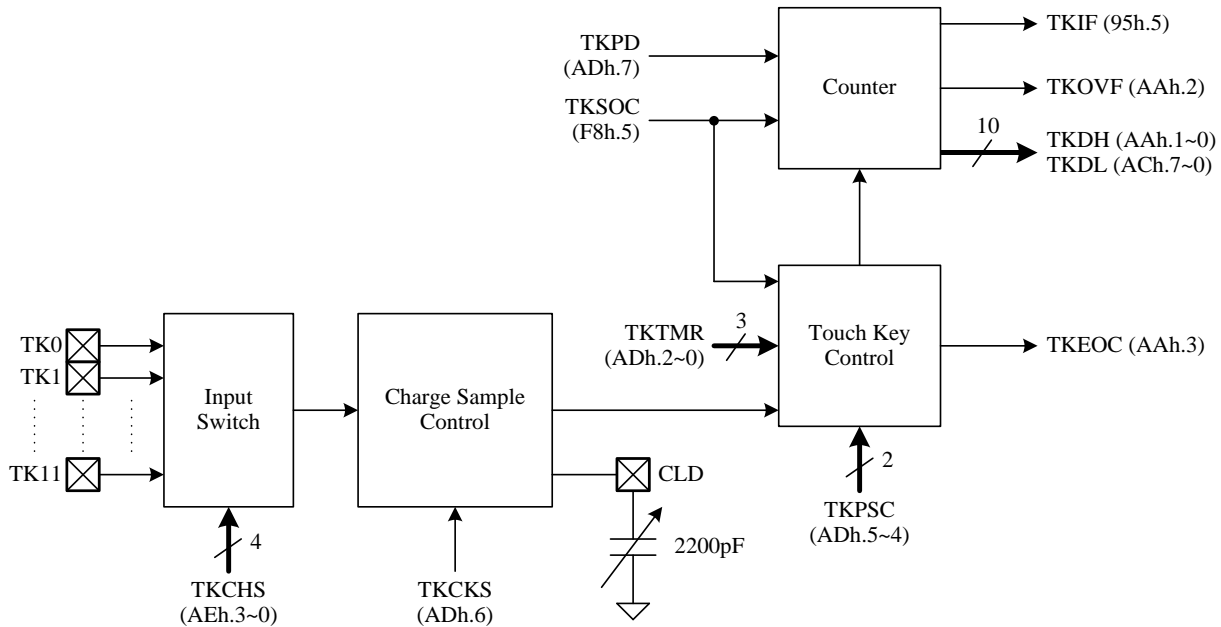 TKIF (95h.5)
TKPD
(ADh.7)
Counter
TKOVF (AAh.2)
TKSOC
(F8h.5)
10
TKDH (AAh.1~0)
TKDL (ACh.7~0)
TK0
TK1
TK11
Input
Switch
Charge Sample
Control
TKTMR
(ADh.2~0)
3
Touch Key
Control
TKEOC (AAh.3)
CLD
2
4
2200pF
TKPSC
(ADh.5~4)
TKCHS
(AEh.3~0)
TKCKS
(ADh.6)